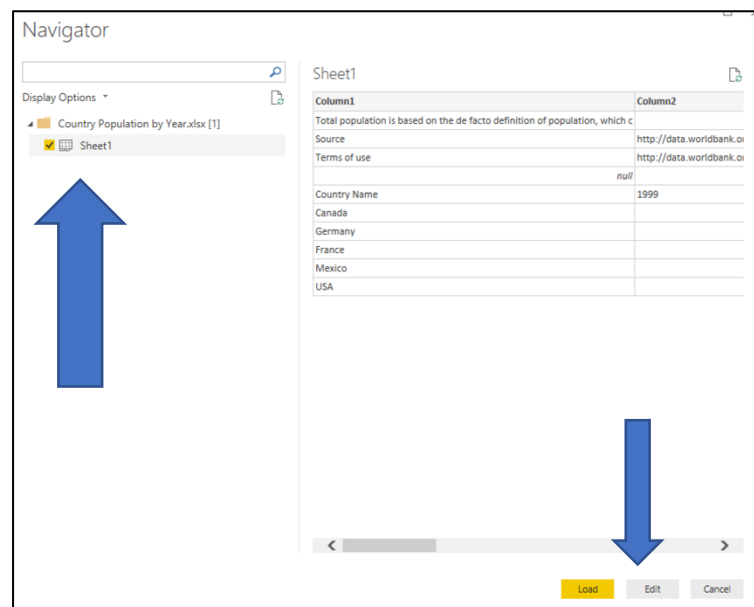 Navigator
Display Options
Country Population by Year.xlsx [1]
Sheet1
Sheet1
Column1 Column2
Total population is based on the de facto definition of population, which c
Source http://data.worldbank.or
Terms of use http://data.worldbank.or
null
Country Name 1999
Canada
Germany
France
Mexico
USA
Load Edit Cancel